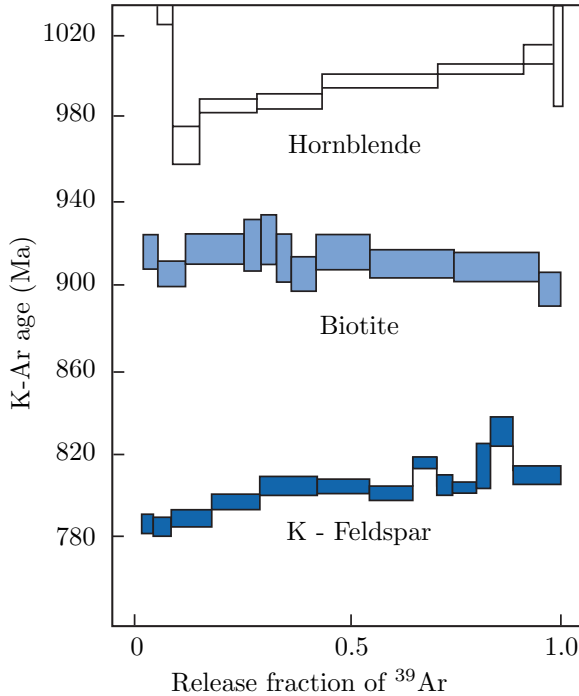 1020
980
940
900
860
820
780
K-Ar age (Ma)
Hornblende
Biotite
K - Feldspar
0
0.5
1.0
Release fraction of ³⁹Ar